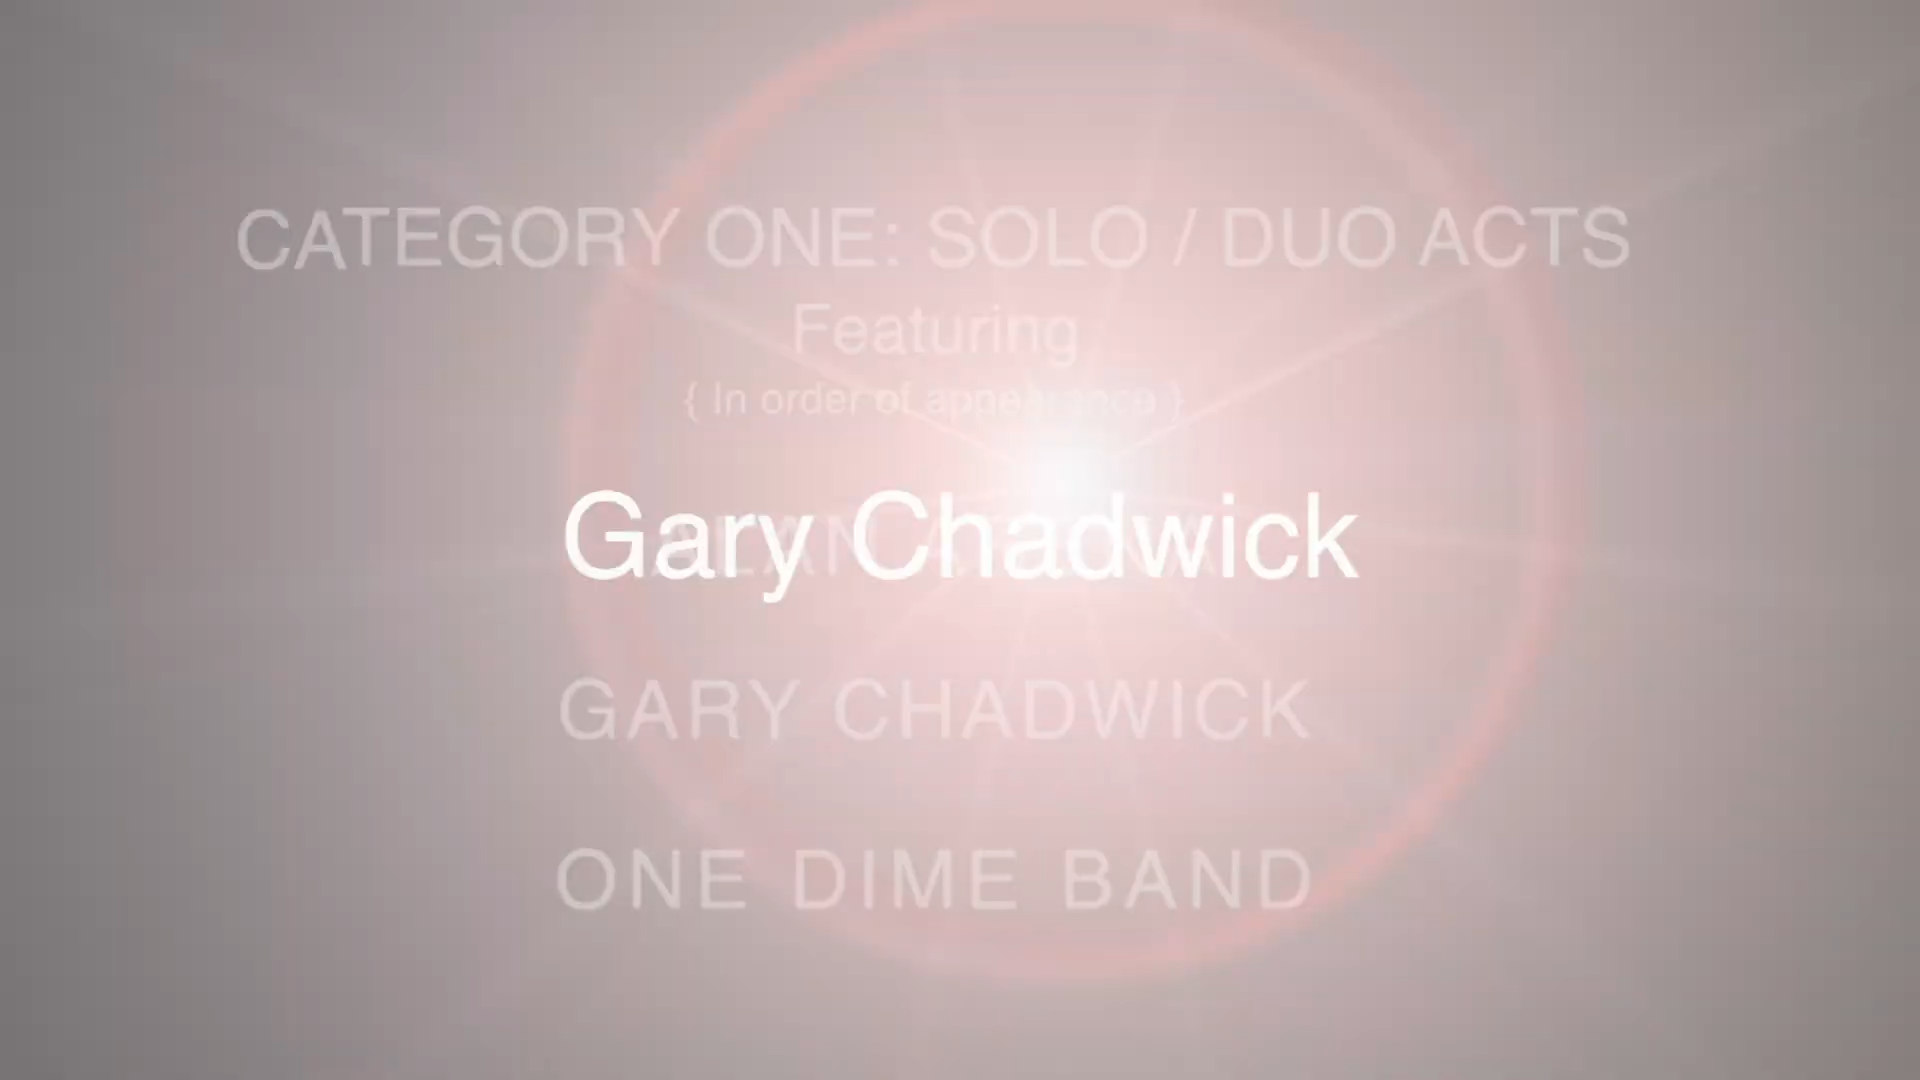 CATEGORY ONE: SOLO / DUO ACTS
Featuring
{ In order of appearance }
Gary Chadwick
GARY CHADWICK
ONE DIME BAND